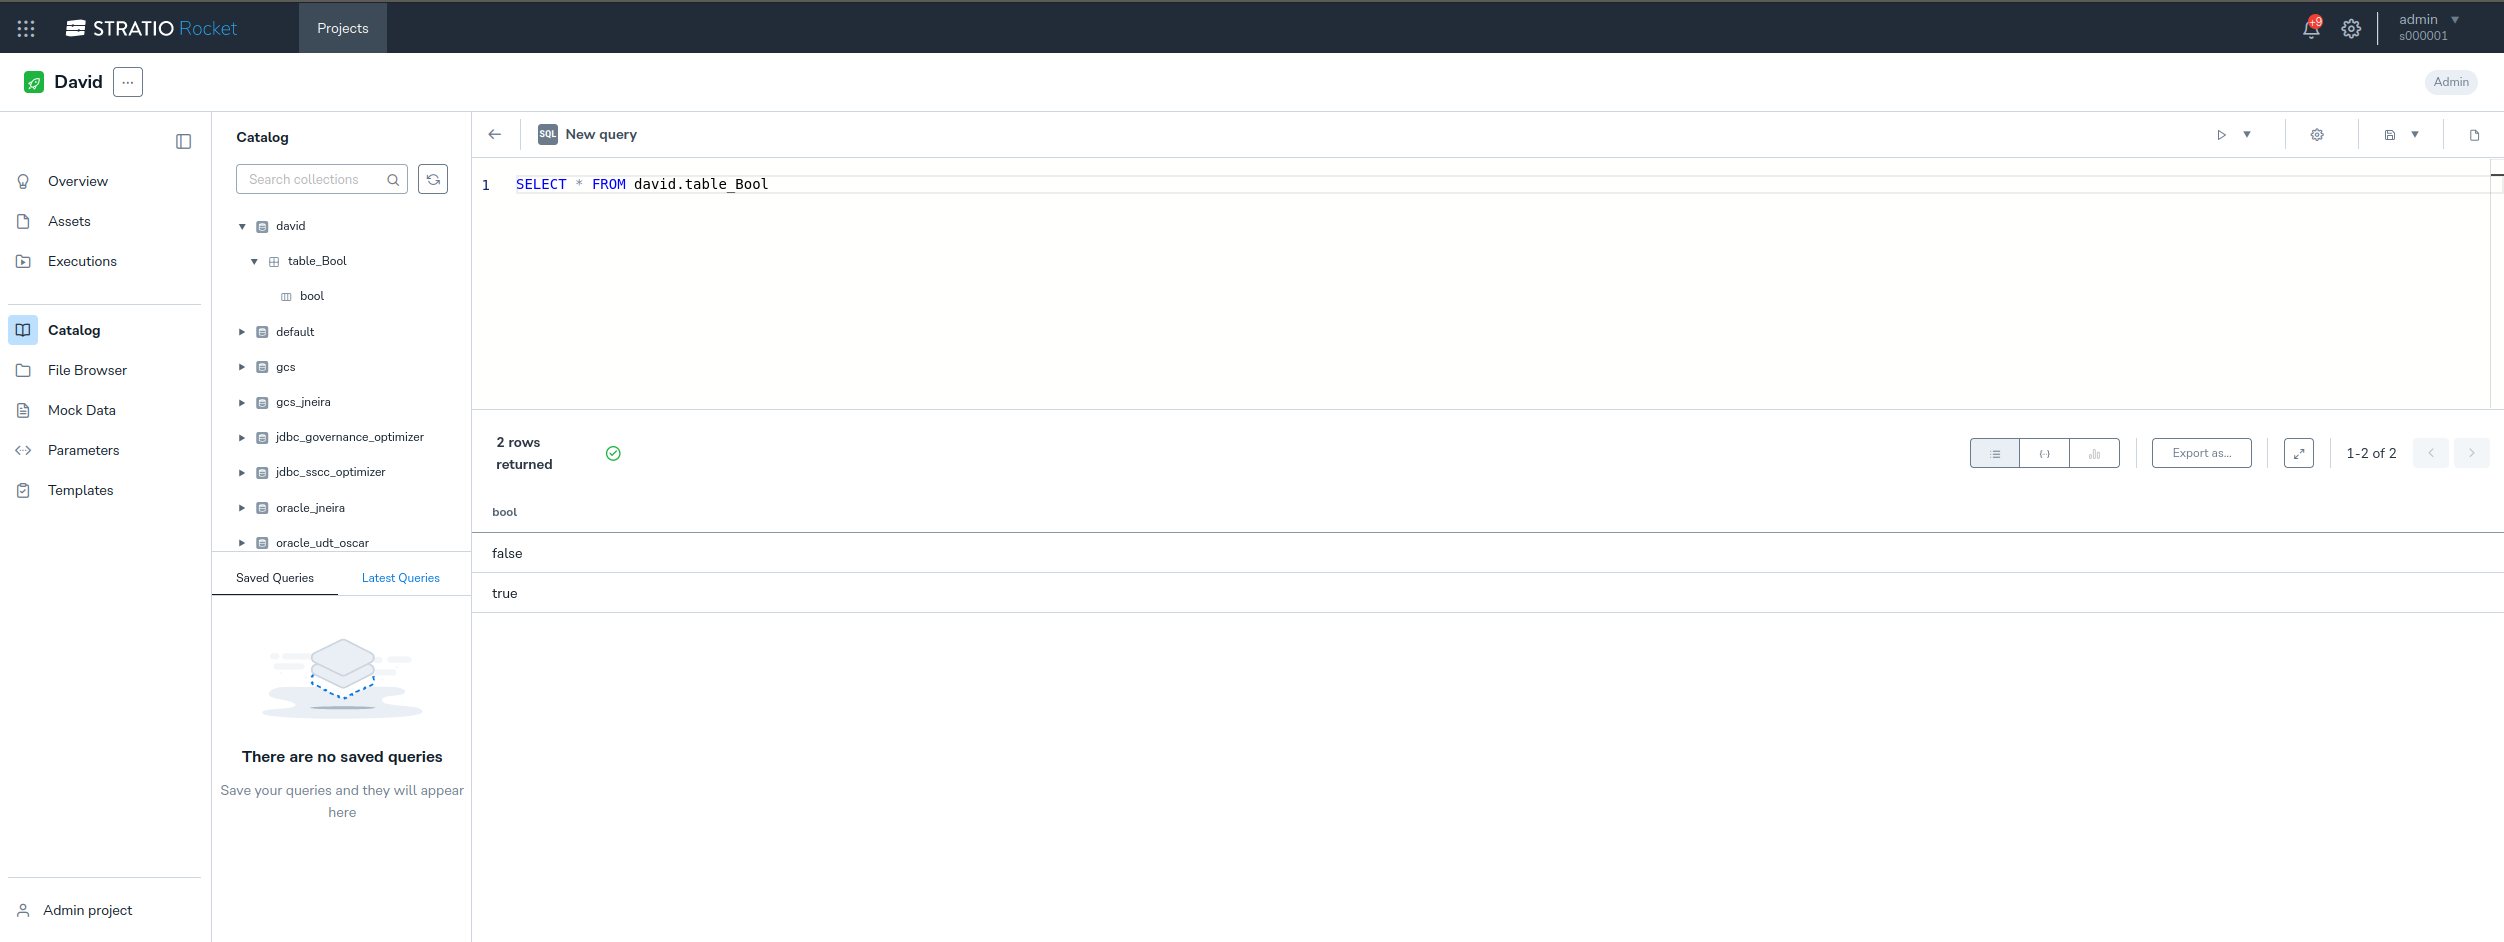 STRATIO Rocket
Projects
+9
admin
s000001
David
...
Admin
Overview
Assets
Executions
Catalog
File Browser
Mock Data
Parameters
Templates
Admin project
Catalog
Search collections
david
table_Bool
bool
default
gcs
gcs_jneira
jdbc_governance_optimizer
jdbc_sscc_optimizer
oracle_jneira
oracle_udt_oscar
Saved Queries
Latest Queries
There are no saved queries
Save your queries and they will appear
here
SQL New query
1 SELECT * FROM david.table_Bool
2 rows
returned
Export as...
1-2 of 2
bool
false
true